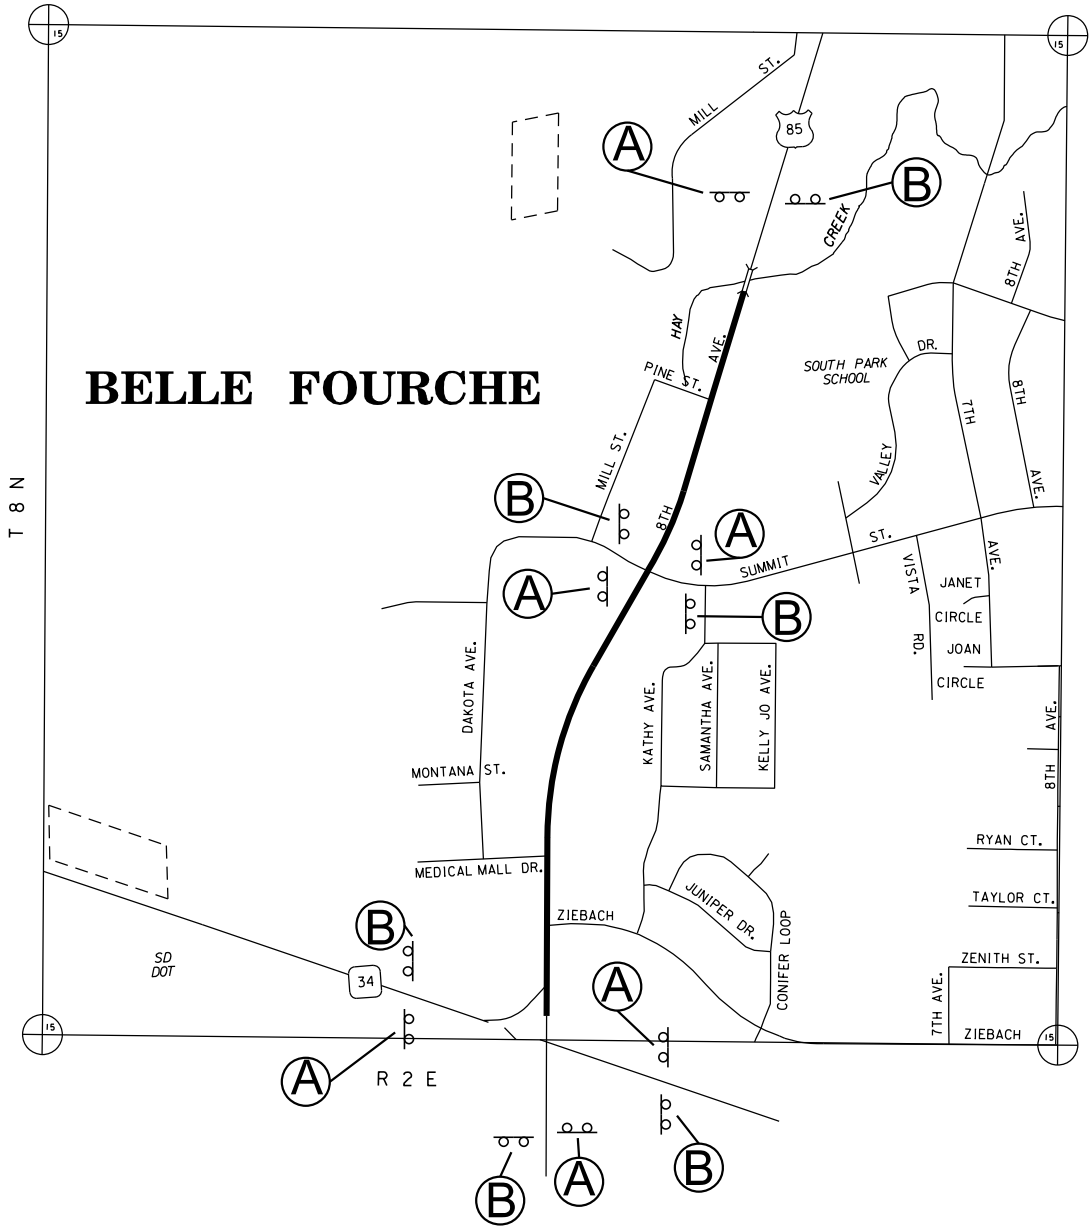 15
15
MILL ST.
85
A
B
CREEK
8TH AVE.
HAY
AVE.
PINE ST.
DR.
SOUTH PARK
SCHOOL
BELLE FOURCHE
7TH
8TH
MILL ST.
VALLEY
AVE.
T 8 N
B
8TH
A
ST.
SUMMIT
AVE.
VISTA
RD.
JANET
CIRCLE
A
B
JOAN
CIRCLE
DAKOTA AVE.
KATHY AVE.
SAMANTHA AVE.
KELLY JO AVE.
AVE.
8TH
MONTANA ST.
RYAN CT.
MEDICAL MALL DR.
JUNIPER DR.
TAYLOR CT.
ZIEBACH
B
CONIFER LOOP
SD
DOT
34
ZENITH ST.
A
7TH AVE.
15
ZIEBACH
15
A
R 2 E
B
A
B